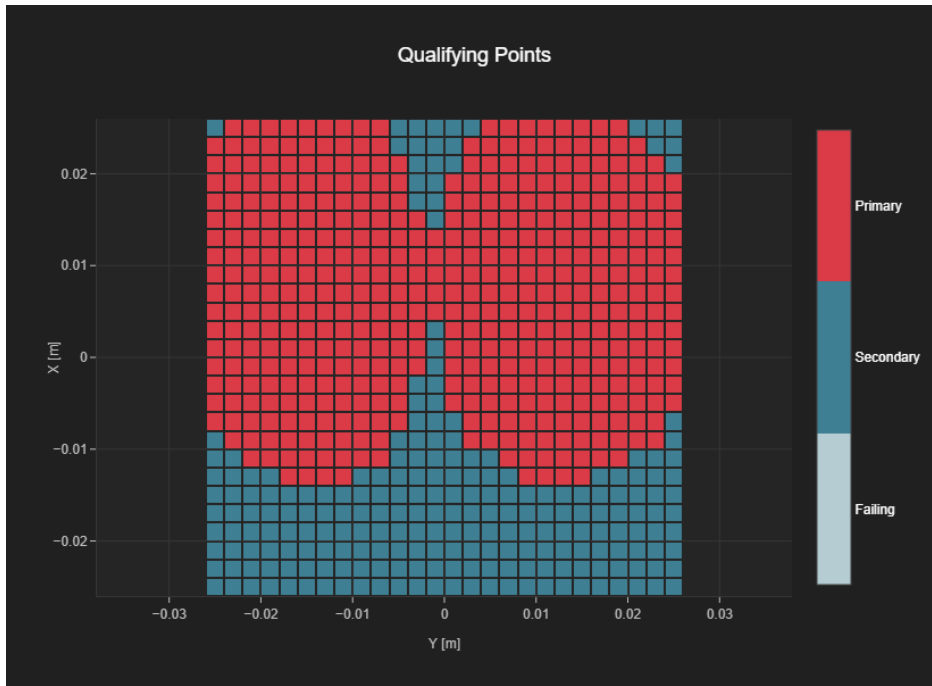 Qualifying Points
0.02
0.01
0
−0.01
−0.02
X [m]
−0.03
−0.02
−0.01
0
0.01
0.02
0.03
Y [m]
Primary
Secondary
Failing